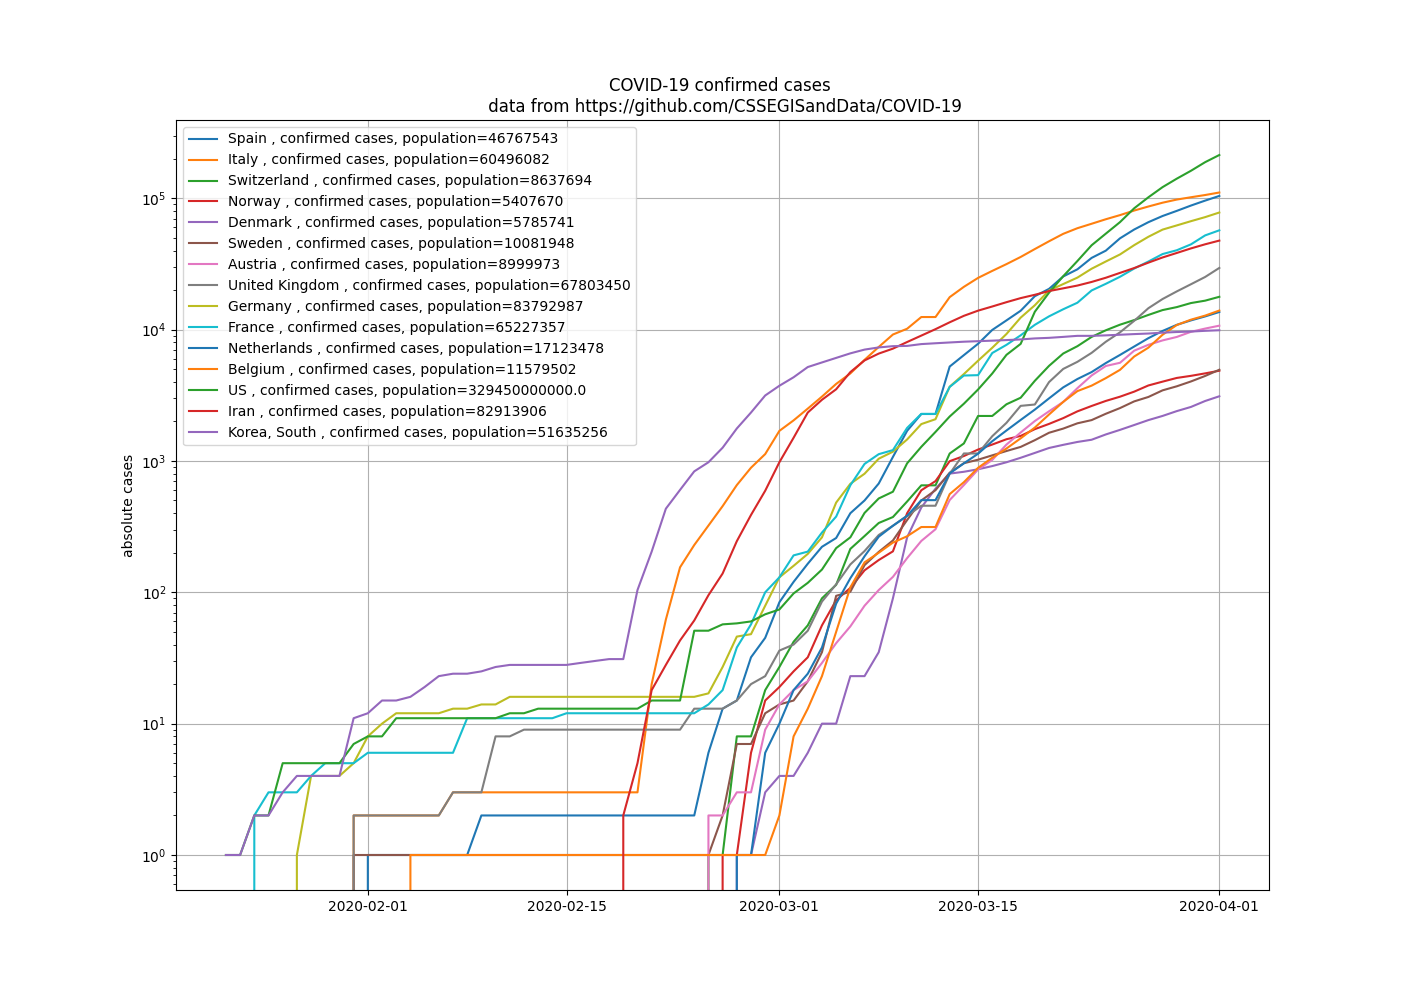 COVID-19 confirmed cases
data from https://github.com/CSSEGISandData/COVID-19
Spain , confirmed cases, population=46767543
Italy , confirmed cases, population=60496082
Switzerland , confirmed cases, population=8637694
Norway , confirmed cases, population=5407670
Denmark , confirmed cases, population=5785741
Sweden , confirmed cases, population=10081948
Austria , confirmed cases, population=8999973
United Kingdom , confirmed cases, population=67803450
Germany , confirmed cases, population=83792987
France , confirmed cases, population=65227357
Netherlands , confirmed cases, population=17123478
Belgium , confirmed cases, population=11579502
US , confirmed cases, population=329450000000.0
Iran , confirmed cases, population=82913906
Korea, South , confirmed cases, population=51635256
absolute cases
10⁵
10⁴
10³
10²
10¹
10⁰
2020-02-01 2020-02-15 2020-03-01 2020-03-15 2020-04-01